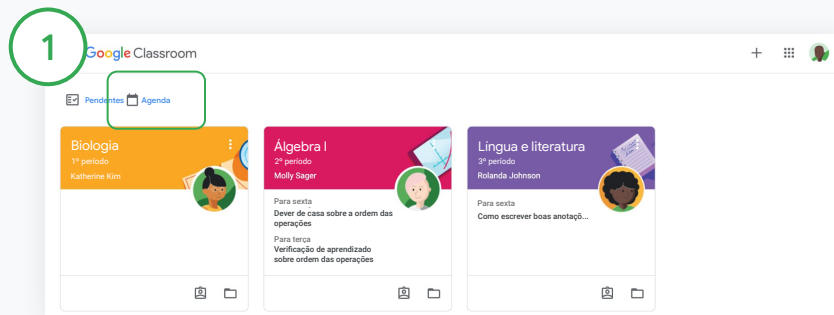 1
Google Classroom
Pendentes Agenda
Biologia
1º período
Katherine Kim
Álgebra I
2º período
Molly Sager
Para sexta
Dever de casa sobre a ordem das
operações
Para terça
Verificação de aprendizado
sobre ordem das operações
Língua e literatura
3º período
Rolanda Johnson
Para sexta
Como escrever boas anotaçõ...